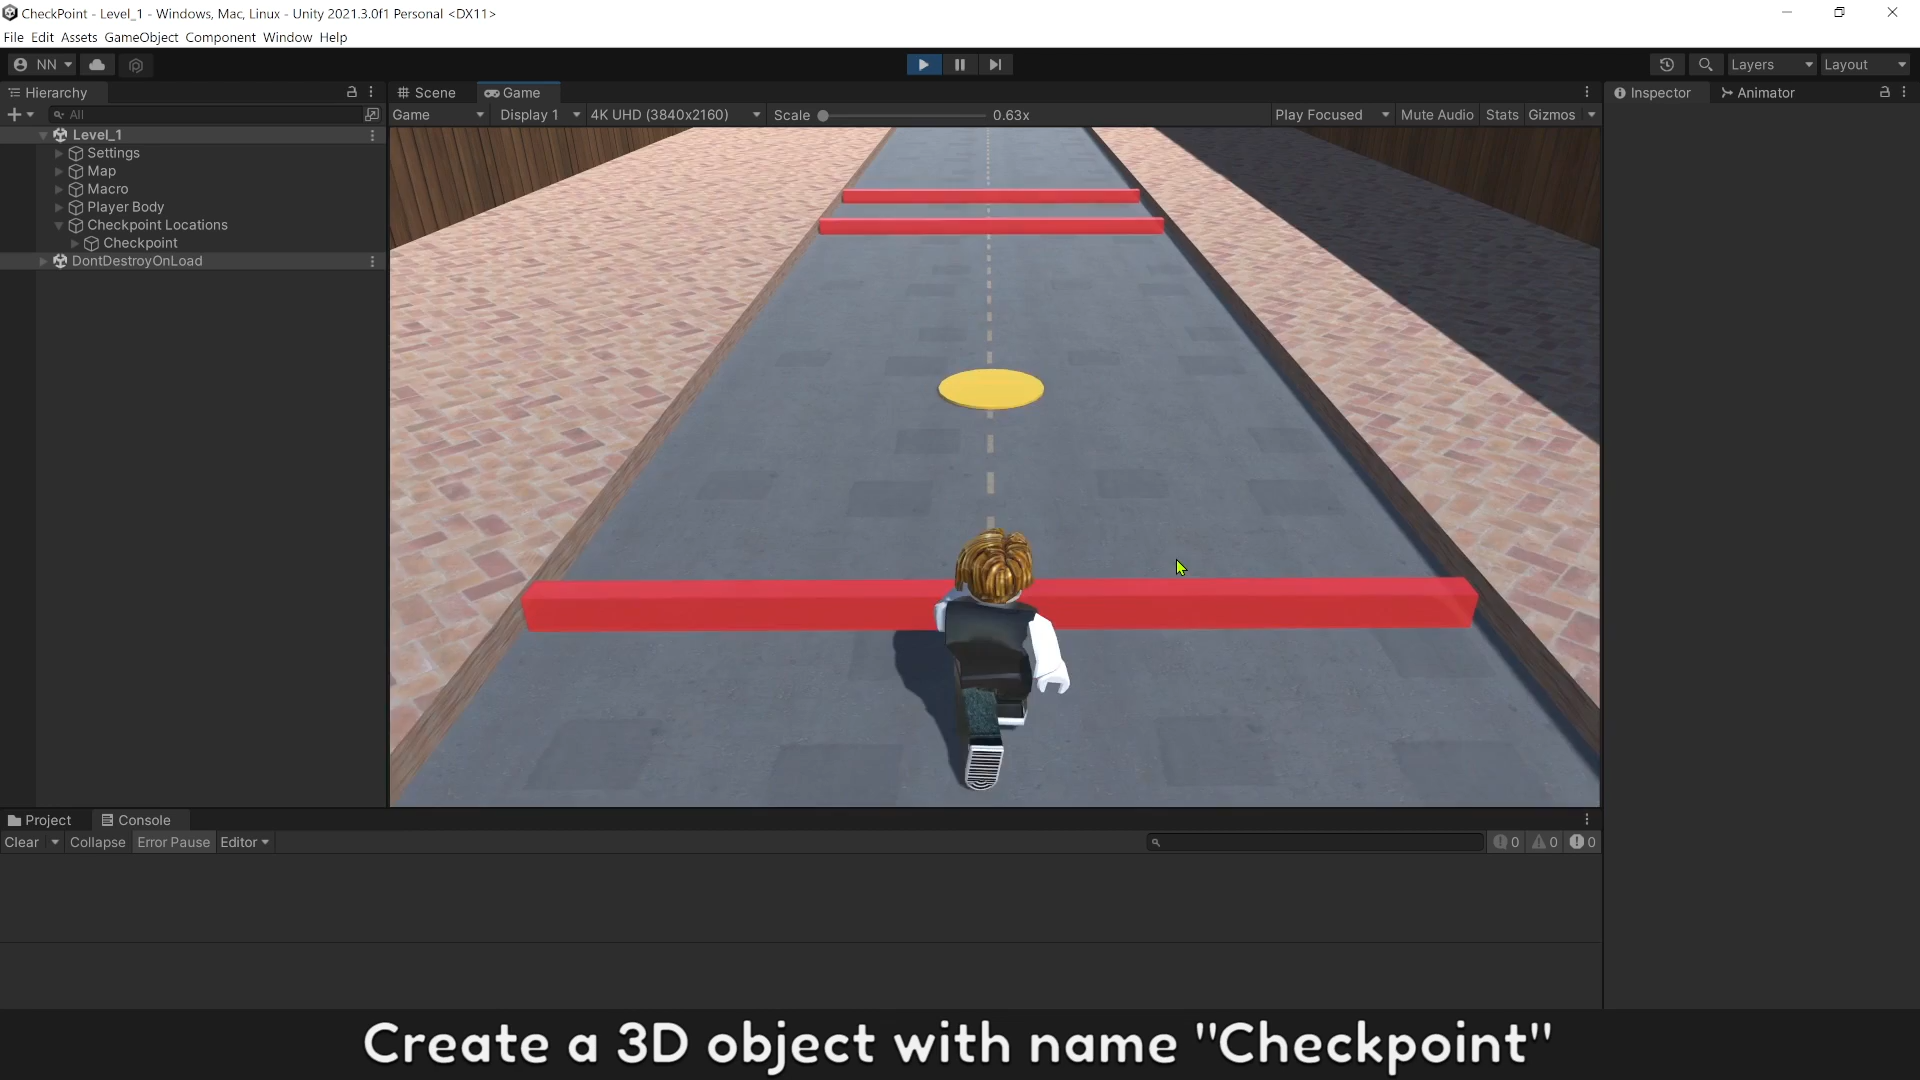 CheckPoint - Level_1 - Windows, Mac, Linux - Unity 2021.3.0f1 Personal <DX11>
File Edit Assets GameObject Component Window Help
NN Layers Layout
Hierarchy Scene Game Inspector Animator
All Game Display 1 4K UHD (3840x2160) Scale 0.63x Play Focused Mute Audio Stats Gizmos
Level_1
Settings
Map
Macro
Player Body
Checkpoint Locations
Checkpoint
DontDestroyOnLoad
Project Console
Clear Collapse Error Pause Editor 0 0 0
Create a 3D object with name "Checkpoint"